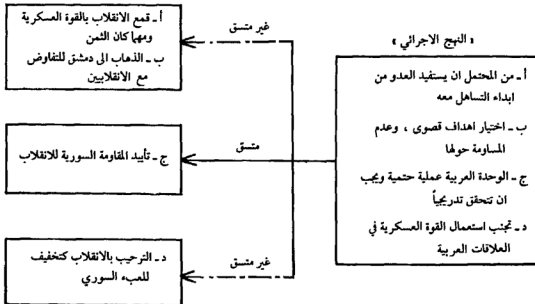 « النهج الاجرائي »
أ ـ من المحتمل ان يستفيد العدو من
ابداء التساهل معه
ب ـ اختيار اهداف قصوى ، وعدم
المساومة حولها
ج ـ الوحدة العربية عملية حتمية ويجب
ان تتحقق تدريجياً
د ـ تجنب استعمال القوة العسكرية في
العلاقات العربية
غير متسق
أ ـ قمع الانقلاب بالقوة العسكرية
ومهما كان الثمن
ب ـ الذهاب الى دمشق للتفاوض
مع الانقلابيين
متسق
ج ـ تأييد المقاومة السورية للانقلاب
غير متسق
د ـ الترحيب بالانقلاب كتخفيف
للعبء السوري